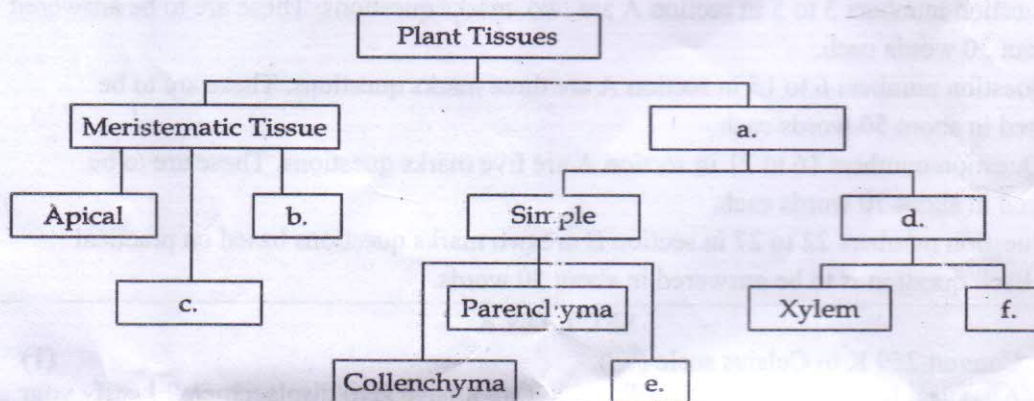 Plant Tissues
Meristematic Tissue
a.
Apical
b.
Simple
d.
c.
Parenchyma
Xylem
f.
Collenchyma
e.